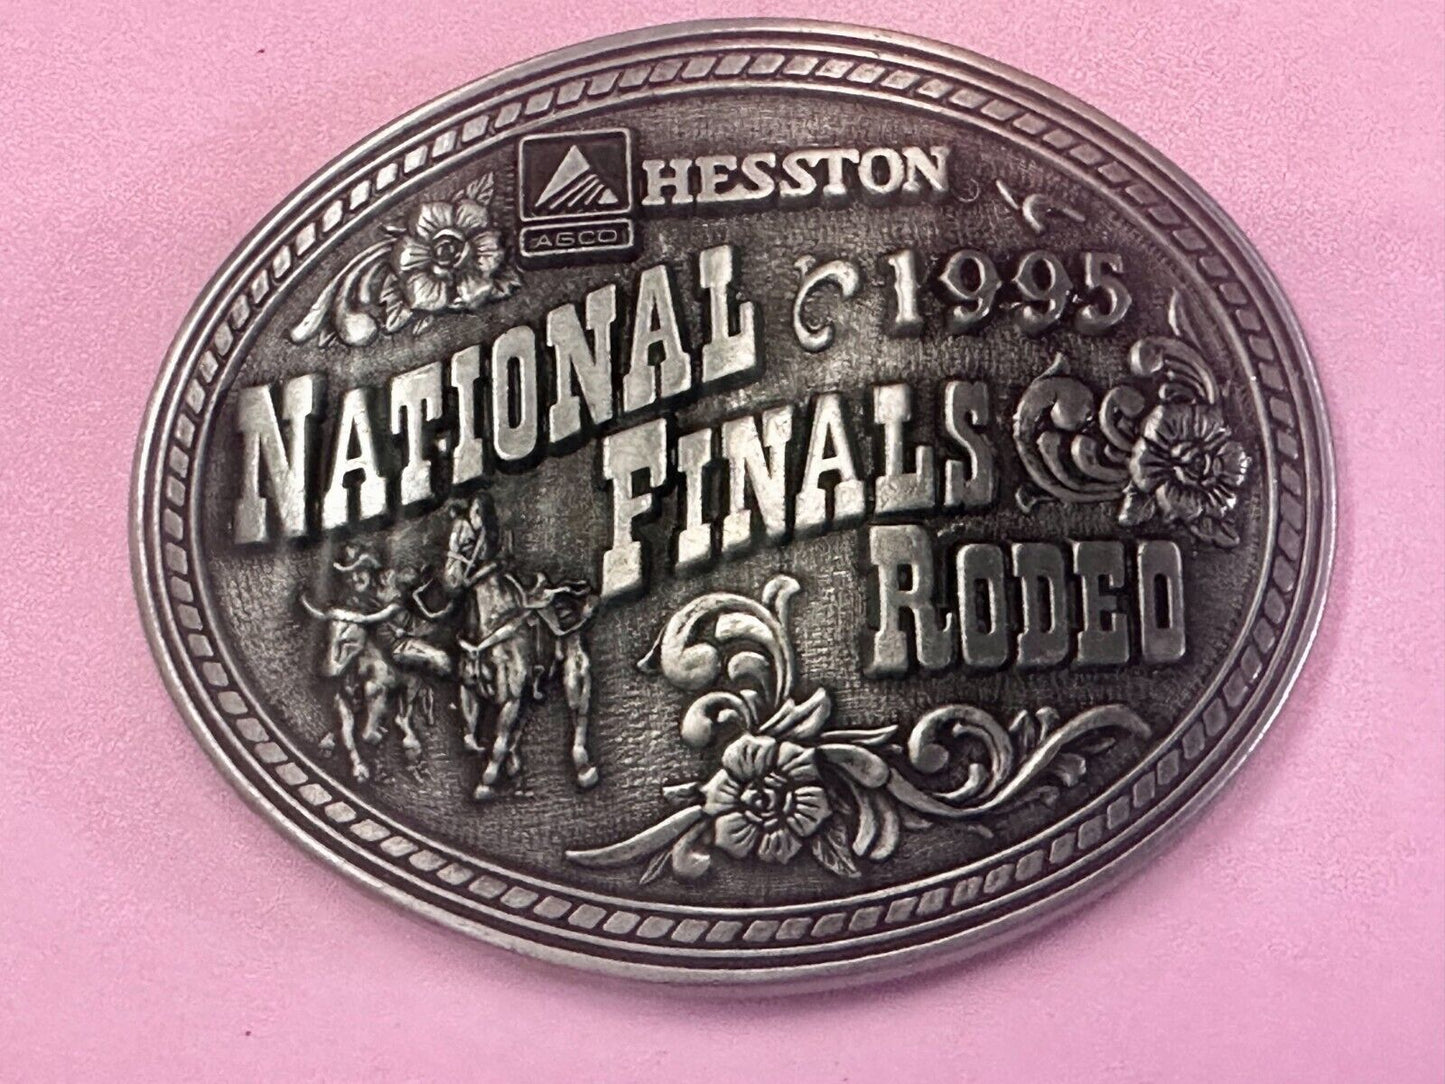 HESSTON
AGCO
1995
NATIONAL
FINALS
RODEO